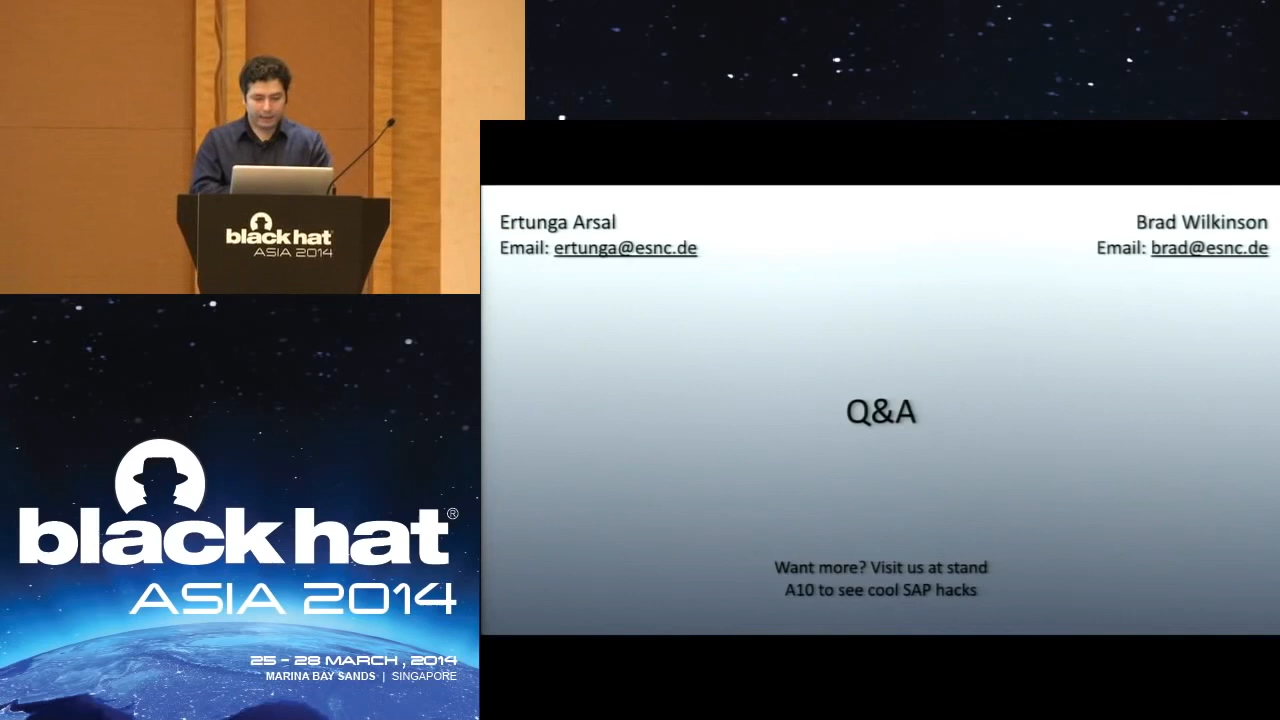 black hat
ASIA 2014
Ertunga Arsal
Email: ertunga@esnc.de
Brad Wilkinson
Email: brad@esnc.de
Q&A
Want more? Visit us at stand
A10 to see cool SAP hacks
black hat®
ASIA 2014
25 - 28 MARCH, 2014
MARINA BAY SANDS | SINGAPORE